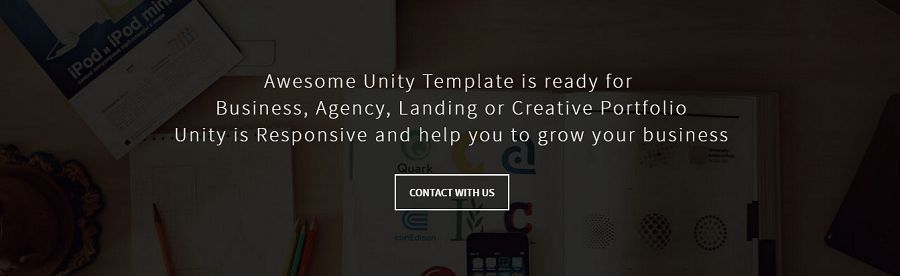 iPod и iPod mini
Awesome Unity Template is ready for
Business, Agency, Landing or Creative Portfolio
Unity is Responsive and help you to grow your business
Quark
CONTACT WITH US
conEdison